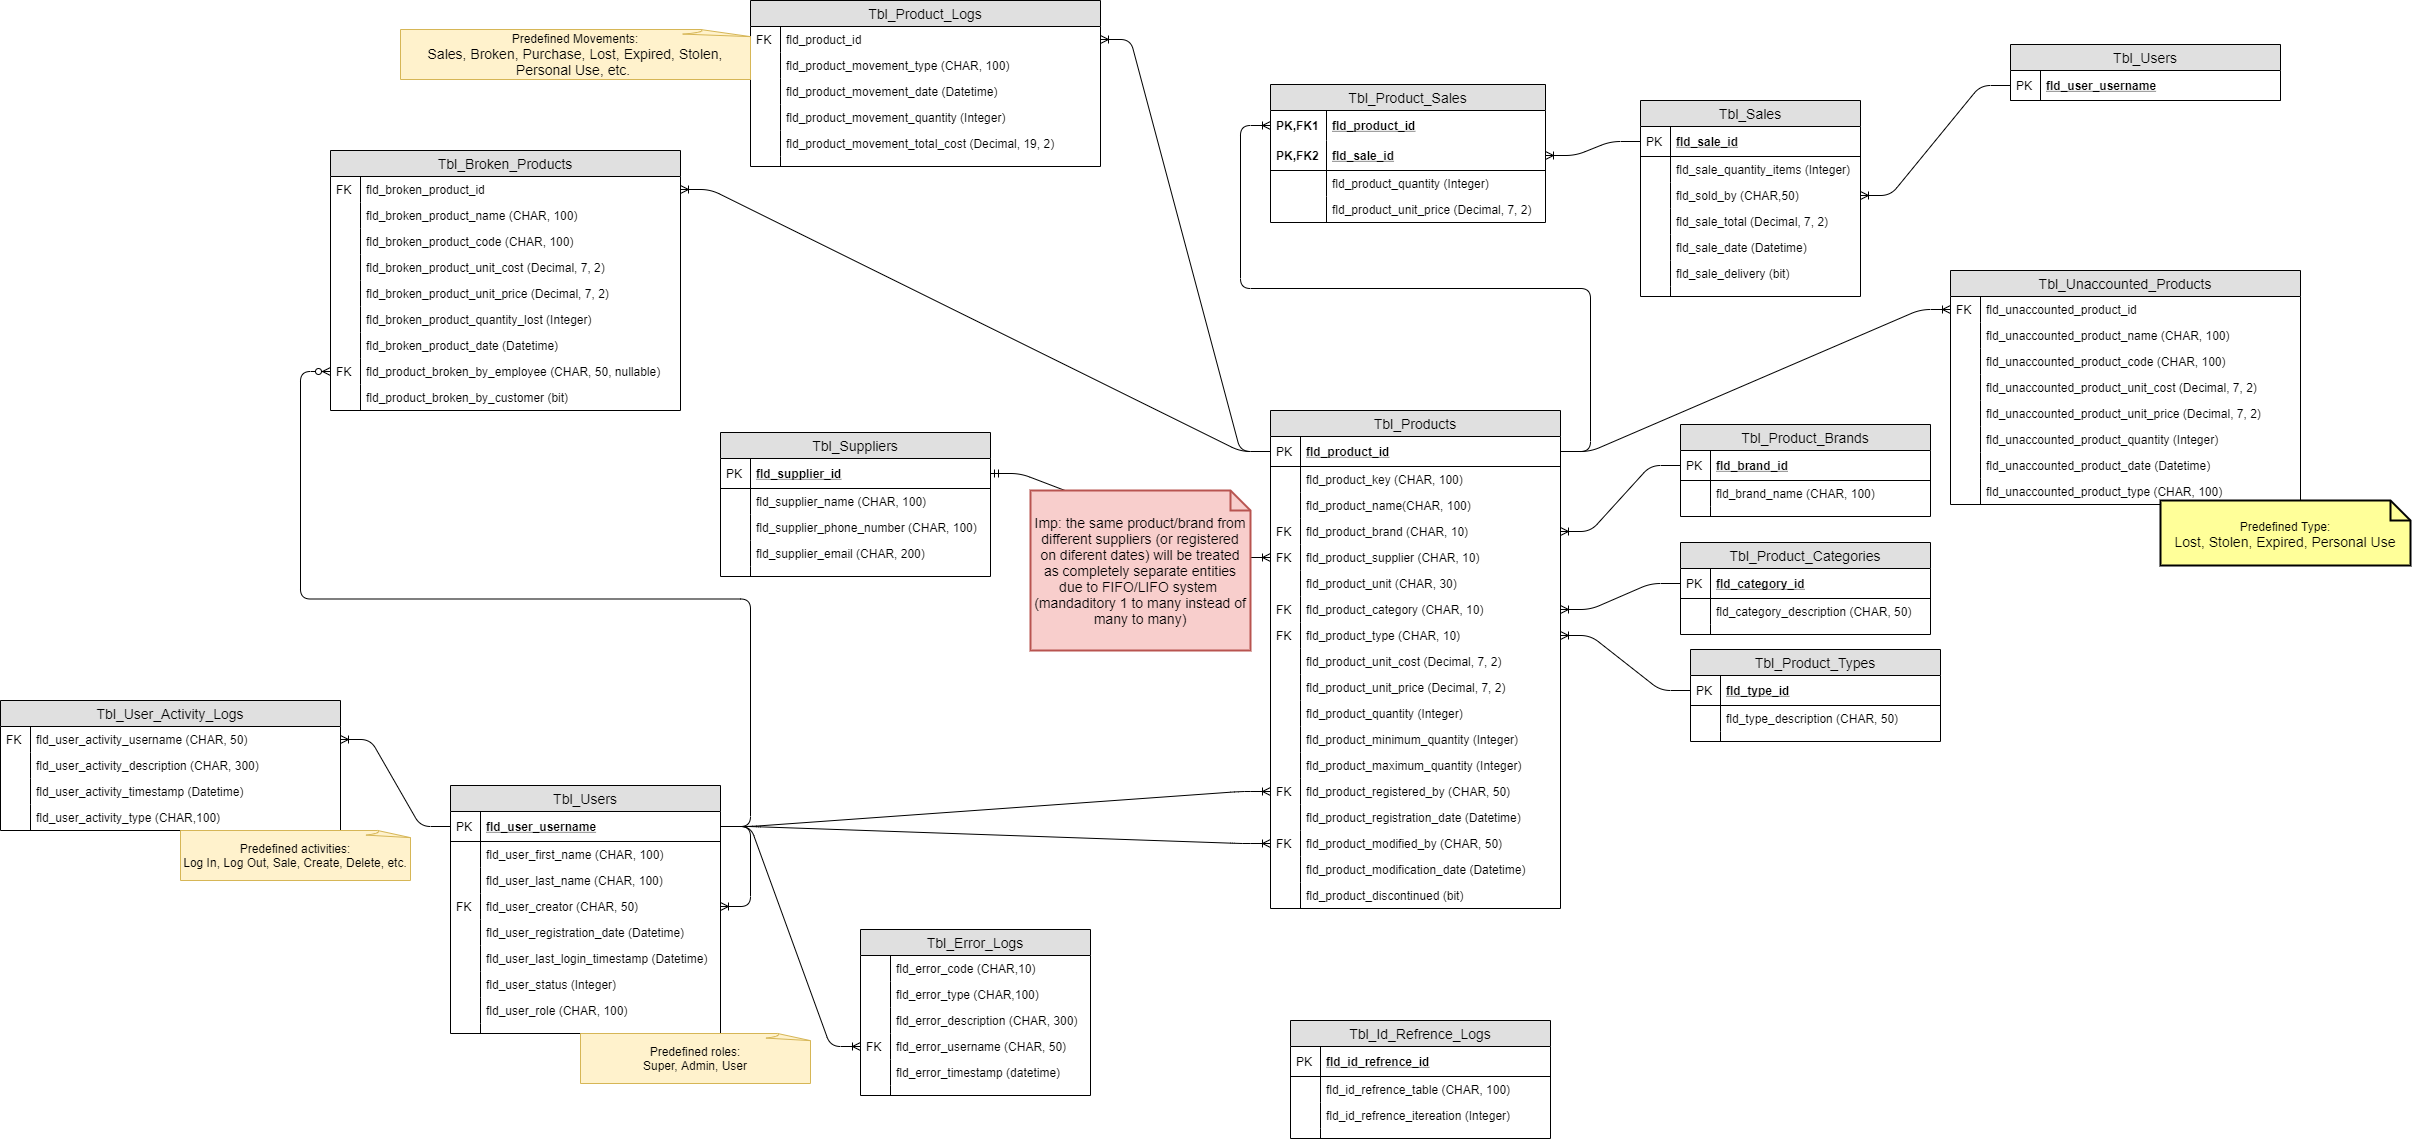 Tbl_Product_Logs
FK fld_product_id
fld_product_movement_type (CHAR, 100)
fld_product_movement_date (Datetime)
fld_product_movement_quantity (Integer)
fld_product_movement_total_cost (Decimal, 19, 2)
Predefined Movements:
Sales, Broken, Purchase, Lost, Expired, Stolen,
Personal Use, etc.
Tbl_Users
PK fld_user_username
Tbl_Product_Sales
PK,FK1 fld_product_id
PK,FK2 fld_sale_id
fld_product_quantity (Integer)
fld_product_unit_price (Decimal, 7, 2)
Tbl_Sales
PK fld_sale_id
fld_sale_quantity_items (Integer)
fld_sold_by (CHAR,50)
fld_sale_total (Decimal, 7, 2)
fld_sale_date (Datetime)
fld_sale_delivery (bit)
Tbl_Broken_Products
FK fld_broken_product_id
fld_broken_product_name (CHAR, 100)
fld_broken_product_code (CHAR, 100)
fld_broken_product_unit_cost (Decimal, 7, 2)
fld_broken_product_unit_price (Decimal, 7, 2)
fld_broken_product_quantity_lost (Integer)
fld_broken_product_date (Datetime)
FK fld_product_broken_by_employee (CHAR, 50, nullable)
fld_product_broken_by_customer (bit)
Tbl_Unaccounted_Products
FK fld_unaccounted_product_id
fld_unaccounted_product_name (CHAR, 100)
fld_unaccounted_product_code (CHAR, 100)
fld_unaccounted_product_unit_cost (Decimal, 7, 2)
fld_unaccounted_product_unit_price (Decimal, 7, 2)
fld_unaccounted_product_quantity (Integer)
fld_unaccounted_product_date (Datetime)
fld_unaccounted_product_type (CHAR, 100)
Predefined Type:
Lost, Stolen, Expired, Personal Use
Tbl_Suppliers
PK fld_supplier_id
fld_supplier_name (CHAR, 100)
fld_supplier_phone_number (CHAR, 100)
fld_supplier_email (CHAR, 200)
Imp: the same product/brand from
different suppliers (or registered
on diferent dates) will be treated
as completely separate entities
due to FIFO/LIFO system
(mandaditory 1 to many instead of
many to many)
Tbl_Products
PK fld_product_id
fld_product_key (CHAR, 100)
fld_product_name(CHAR, 100)
FK fld_product_brand (CHAR, 10)
FK fld_product_supplier (CHAR, 10)
fld_product_unit (CHAR, 30)
FK fld_product_category (CHAR, 10)
FK fld_product_type (CHAR, 10)
fld_product_unit_cost (Decimal, 7, 2)
fld_product_unit_price (Decimal, 7, 2)
fld_product_quantity (Integer)
fld_product_minimum_quantity (Integer)
fld_product_maximum_quantity (Integer)
FK fld_product_registered_by (CHAR, 50)
fld_product_registration_date (Datetime)
FK fld_product_modified_by (CHAR, 50)
fld_product_modification_date (Datetime)
fld_product_discontinued (bit)
Tbl_Product_Brands
PK fld_brand_id
fld_brand_name (CHAR, 100)
Tbl_Product_Categories
PK fld_category_id
fld_category_description (CHAR, 50)
Tbl_Product_Types
PK fld_type_id
fld_type_description (CHAR, 50)
Tbl_User_Activity_Logs
FK fld_user_activity_username (CHAR, 50)
fld_user_activity_description (CHAR, 300)
fld_user_activity_timestamp (Datetime)
fld_user_activity_type (CHAR,100)
Predefined activities:
Log In, Log Out, Sale, Create, Delete, etc.
Tbl_Users
PK fld_user_username
fld_user_first_name (CHAR, 100)
fld_user_last_name (CHAR, 100)
FK fld_user_creator (CHAR, 50)
fld_user_registration_date (Datetime)
fld_user_last_login_timestamp (Datetime)
fld_user_status (Integer)
fld_user_role (CHAR, 100)
Predefined roles:
Super, Admin, User
Tbl_Error_Logs
fld_error_code (CHAR,10)
fld_error_type (CHAR,100)
fld_error_description (CHAR, 300)
FK fld_error_username (CHAR, 50)
fld_error_timestamp (datetime)
Tbl_Id_Refrence_Logs
PK fld_id_refrence_id
fld_id_refrence_table (CHAR, 100)
fld_id_refrence_itereation (Integer)